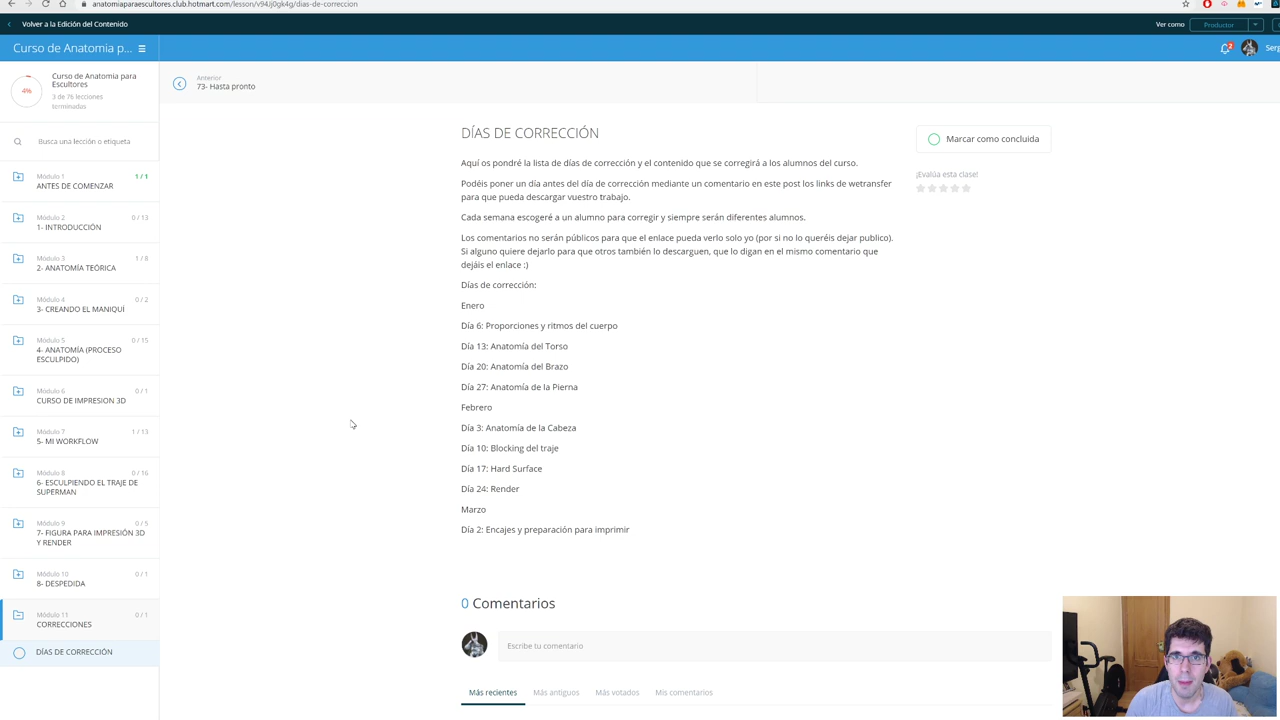 anatomiaparaescultores.club.hotmart.com/lesson/v94Jj0gk4g/dias-de-correccion
Volver a la Edición del Contenido
Ver como
Productor
Curso de Anatomia p...
2
Serg
4%
Curso de Anatomia para
Escultores
3 de 76 lecciones
terminadas
Anterior
73- Hasta pronto
Busca una lección o etiqueta
Módulo 1
1 / 1
ANTES DE COMENZAR
Módulo 2
0 / 13
1- INTRODUCCIÓN
Módulo 3
1 / 8
2- ANATOMÍA TEÓRICA
Módulo 4
0 / 2
3- CREANDO EL MANIQUÍ
Módulo 5
0 / 15
4- ANATOMÍA (PROCESO
ESCULPIDO)
Módulo 6
0 / 1
CURSO DE IMPRESION 3D
Módulo 7
1 / 13
5- MI WORKFLOW
Módulo 8
0 / 16
6- ESCULPIENDO EL TRAJE DE
SUPERMAN
Módulo 9
0 / 5
7- FIGURA PARA IMPRESIÓN 3D
Y RENDER
Módulo 10
0 / 1
8- DESPEDIDA
Módulo 11
0 / 1
CORRECCIONES
DÍAS DE CORRECCIÓN
DÍAS DE CORRECCIÓN
Aquí os pondré la lista de días de corrección y el contenido que se corregirá a los alumnos del curso.
Podéis poner un día antes del día de corrección mediante un comentario en este post los links de wetransfer
para que pueda descargar vuestro trabajo.
Cada semana escogeré a un alumno para corregir y siempre serán diferentes alumnos.
Los comentarios no serán públicos para que el enlace pueda verlo solo yo (por si no lo queréis dejar publico).
Si alguno quiere dejarlo para que otros también lo descarguen, que lo digan en el mismo comentario que
dejáis el enlace :)
Días de corrección:
Enero
Día 6: Proporciones y ritmos del cuerpo
Día 13: Anatomía del Torso
Día 20: Anatomía del Brazo
Día 27: Anatomía de la Pierna
Febrero
Día 3: Anatomía de la Cabeza
Día 10: Blocking del traje
Día 17: Hard Surface
Día 24: Render
Marzo
Día 2: Encajes y preparación para imprimir
Marcar como concluida
¡Evalúa esta clase!
0 Comentarios
Escribe tu comentario
Más recientes
Más antiguos
Más votados
Mis comentarios